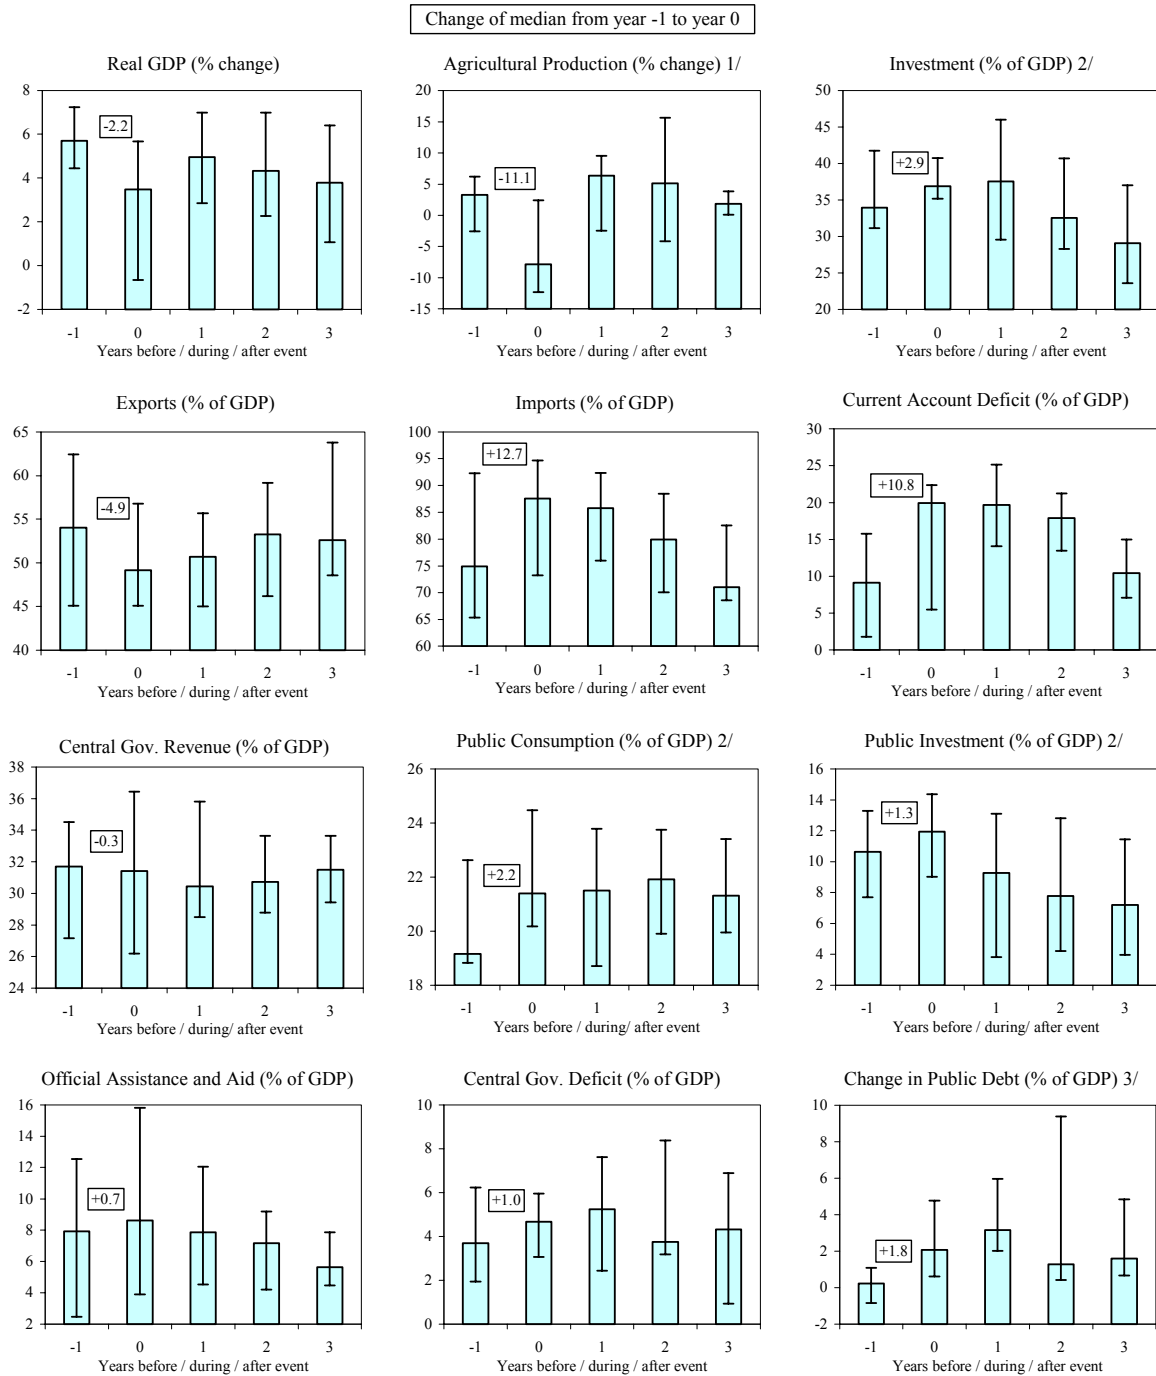 Change of median from year -1 to year 0
Real GDP (% change)
8
6
4
2
0
-2
-2.2
-1 0 1 2 3
Years before / during / after event
Agricultural Production (% change) 1/
20
15
10
5
0
-5
-10
-15
-11.1
-1 0 1 2 3
Years before / during / after event
Investment (% of GDP) 2/
50
45
40
35
30
25
20
+2.9
-1 0 1 2 3
Years before / during / after event
Exports (% of GDP)
65
60
55
50
45
40
-4.9
-1 0 1 2 3
Years before / during / after event
Imports (% of GDP)
100
95
90
85
80
75
70
65
60
+12.7
-1 0 1 2 3
Years before / during / after event
Current Account Deficit (% of GDP)
30
25
20
15
10
5
0
+10.8
-1 0 1 2 3
Years before / during / after event
Central Gov. Revenue (% of GDP)
38
36
34
32
30
28
26
24
-0.3
-1 0 1 2 3
Years before / during/ after event
Public Consumption (% of GDP) 2/
26
24
22
20
18
+2.2
-1 0 1 2 3
Years before / during/ after event
Public Investment (% of GDP) 2/
16
14
12
10
8
6
4
2
+1.3
-1 0 1 2 3
Years before / during / after event
Official Assistance and Aid (% of GDP)
16
14
12
10
8
6
4
2
+0.7
-1 0 1 2 3
Years before / during / after event
Central Gov. Deficit (% of GDP)
10
8
6
4
2
0
+1.0
-1 0 1 2 3
Years before / during / after event
Change in Public Debt (% of GDP) 3/
10
8
6
4
2
0
-2
+1.8
-1 0 1 2 3
Years before / during / after event